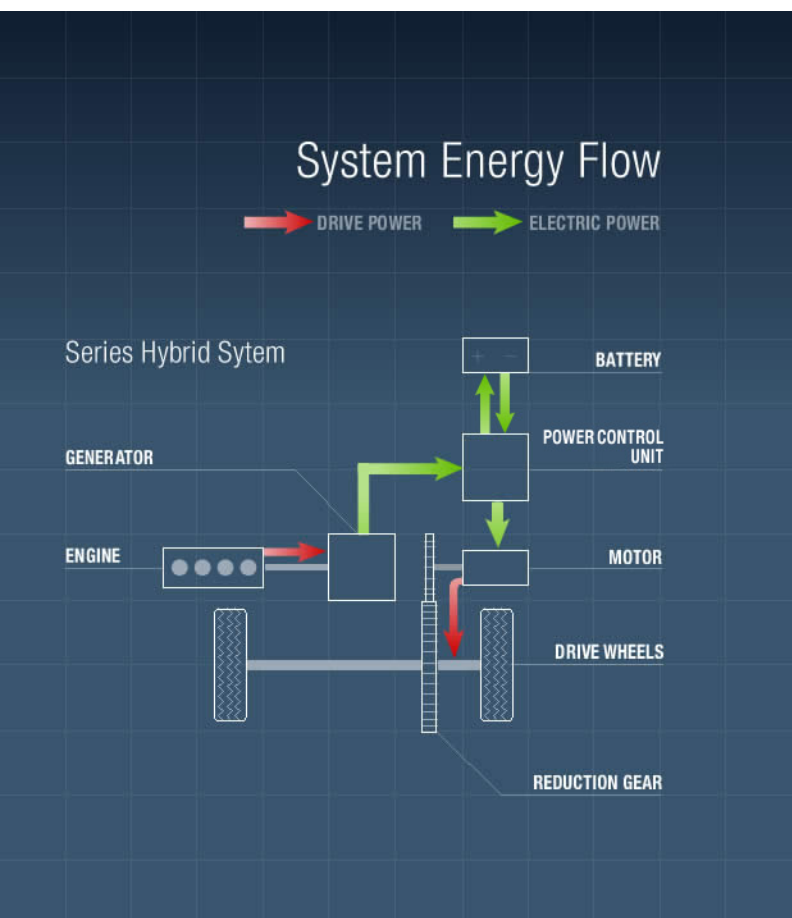 System Energy Flow
DRIVE POWER
ELECTRIC POWER
Series Hybrid Sytem
BATTERY
POWER CONTROL
UNIT
GENERATOR
ENGINE
MOTOR
DRIVE WHEELS
REDUCTION GEAR